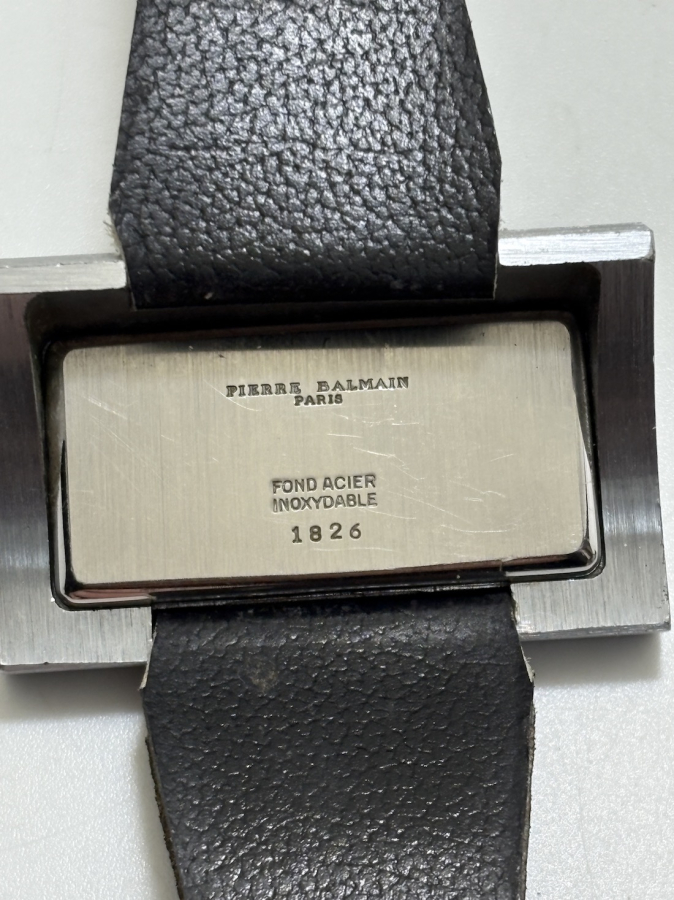 PIERRE BALMAIN
PARIS
FOND ACIER
INOXYDABLE
1826